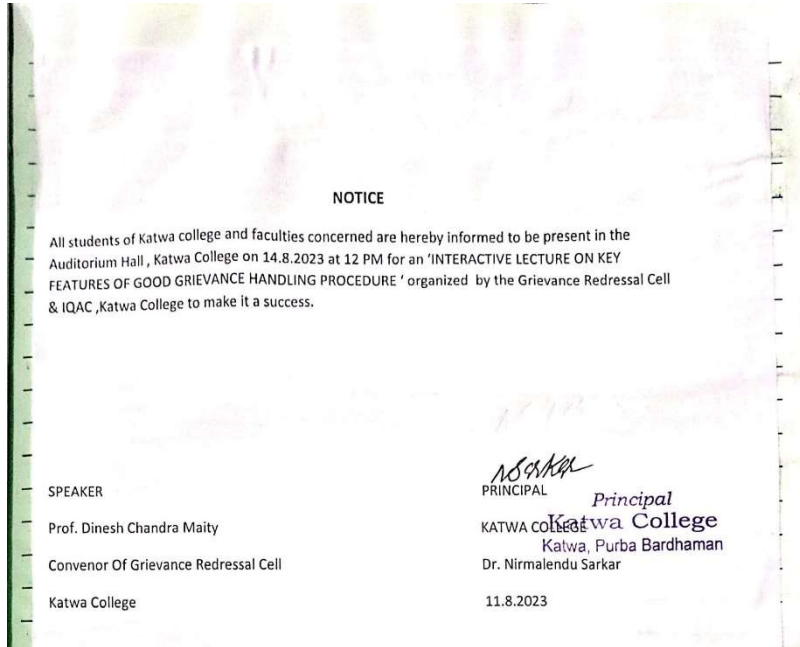 NOTICE
All students of Katwa college and faculties concerned are hereby informed to be present in the
Auditorium Hall , Katwa College on 14.8.2023 at 12 PM for an 'INTERACTIVE LECTURE ON KEY
FEATURES OF GOOD GRIEVANCE HANDLING PROCEDURE ' organized by the Grievance Redressal Cell
& IQAC ,Katwa College to make it a success.
NSarkar
SPEAKER
PRINCIPAL
Principal
Prof. Dinesh Chandra Maity
KATWA COLLEGE
Katwa College
Katwa, Purba Bardhaman
Convenor Of Grievance Redressal Cell
Dr. Nirmalendu Sarkar
Katwa College
11.8.2023